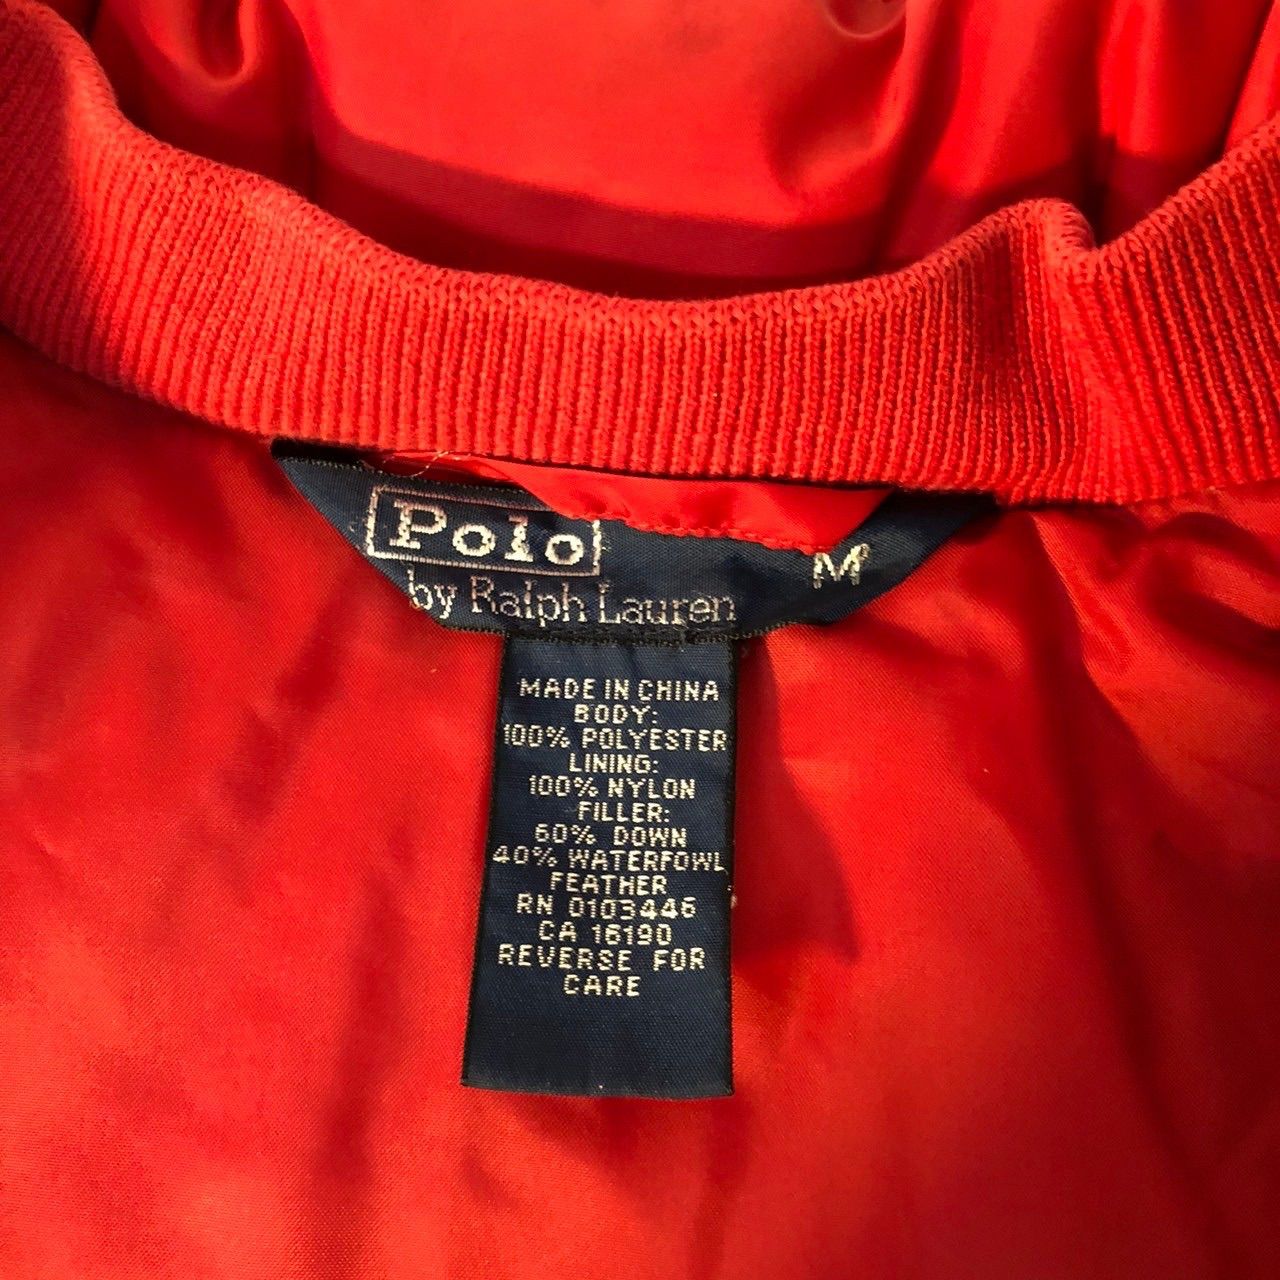 Polo
by Ralph Lauren
M
MADE IN CHINA
BODY:
100% POLYESTER
LINING:
100% NYLON
FILLER:
60% DOWN
40% WATERFOWL
FEATHER
RN 0103446
CA 16190
REVERSE FOR
CARE